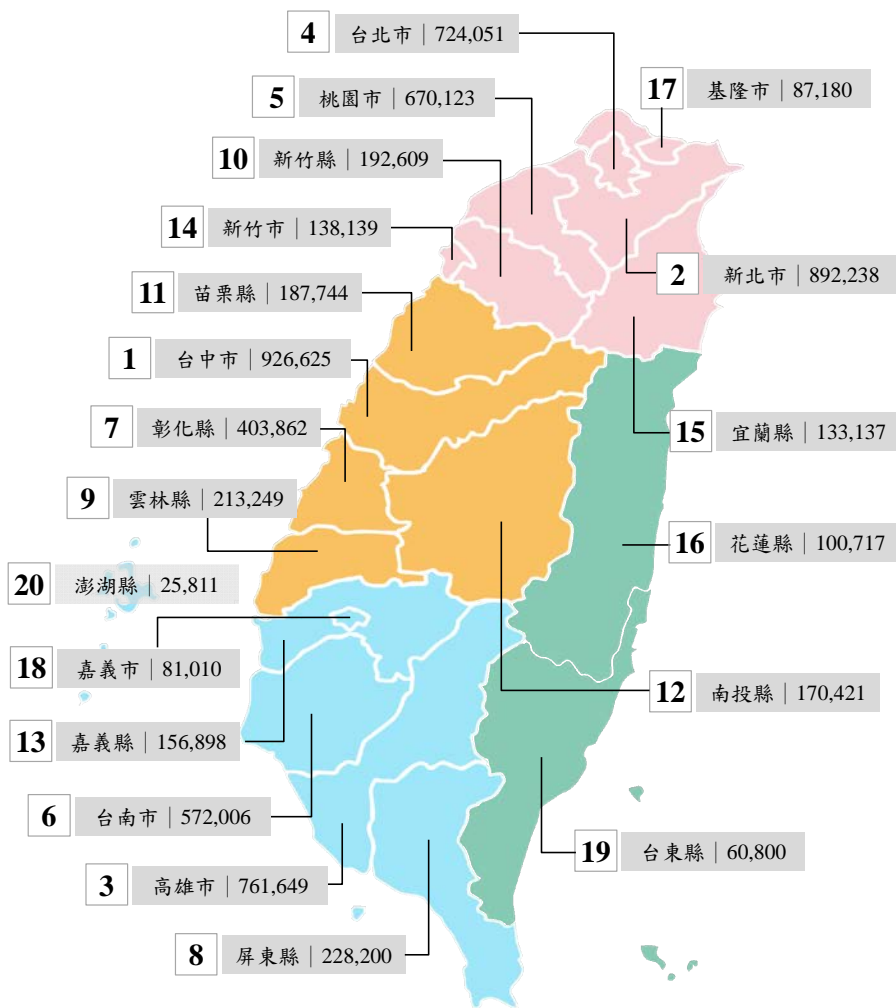 4 台北市｜724,051
17 基隆市｜87,180
5 桃園市｜670,123
10 新竹縣｜192,609
14 新竹市｜138,139
2 新北市｜892,238
11 苗栗縣｜187,744
1 台中市｜926,625
7 彰化縣｜403,862
15 宜蘭縣｜133,137
9 雲林縣｜213,249
16 花蓮縣｜100,717
20 澎湖縣｜25,811
18 嘉義市｜81,010
12 南投縣｜170,421
13 嘉義縣｜156,898
6 台南市｜572,006
19 台東縣｜60,800
3 高雄市｜761,649
8 屏東縣｜228,200